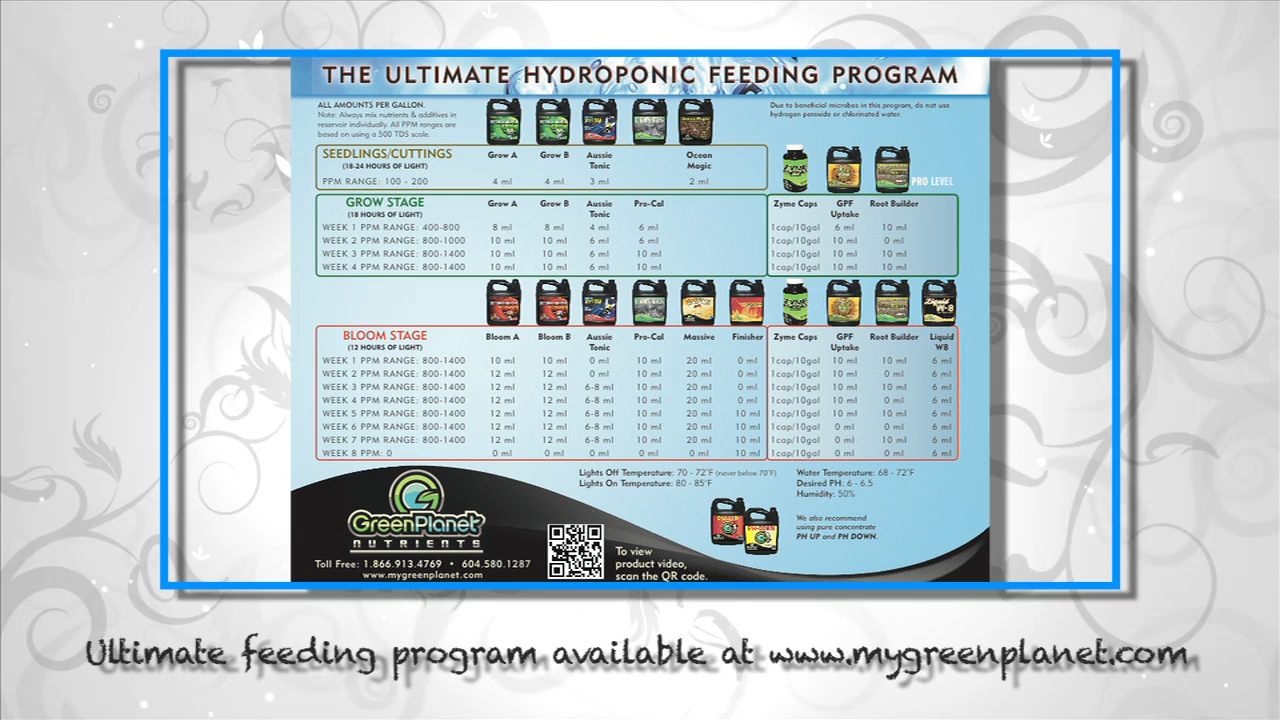 THE ULTIMATE HYDROPONIC FEEDING PROGRAM
ALL AMOUNTS PER GALLON.
Note: Always mix nutrients & additives in
reservoir individually. All PPM ranges are
based on using a 500 TDS scale.
Due to beneficial microbes in this program, do not use
hydrogen peroxide or chlorinated water.
SEEDLINGS/CUTTINGS Grow A Grow B Aussie Tonic Ocean Magic
(18-24 HOURS OF LIGHT)
PPM RANGE: 100 - 200 4 ml 4 ml 3 ml 2 ml
PRO LEVEL
GROW STAGE Grow A Grow B Aussie Tonic Pro-Cal Zyme Caps GPF Uptake Root Builder
(18 HOURS OF LIGHT)
WEEK 1 PPM RANGE: 400-800 8 ml 8 ml 4 ml 6 ml 1cap/10gal 6 ml 10 ml
WEEK 2 PPM RANGE: 800-1000 10 ml 10 ml 6 ml 6 ml 1cap/10gal 10 ml 0 ml
WEEK 3 PPM RANGE: 800-1400 10 ml 10 ml 6 ml 10 ml 1cap/10gal 10 ml 10 ml
WEEK 4 PPM RANGE: 800-1400 10 ml 10 ml 6 ml 10 ml 1cap/10gal 10 ml 10 ml
BLOOM STAGE Bloom A Bloom B Aussie Tonic Pro-Cal Massive Finisher Zyme Caps GPF Uptake Root Builder Liquid W8
(12 HOURS OF LIGHT)
WEEK 1 PPM RANGE: 800-1400 10 ml 10 ml 0 ml 10 ml 20 ml 0 ml 1cap/10gal 10 ml 10 ml 6 ml
WEEK 2 PPM RANGE: 800-1400 12 ml 12 ml 0 ml 10 ml 20 ml 0 ml 1cap/10gal 10 ml 0 ml 6 ml
WEEK 3 PPM RANGE: 800-1400 12 ml 12 ml 6-8 ml 10 ml 20 ml 0 ml 1cap/10gal 10 ml 10 ml 6 ml
WEEK 4 PPM RANGE: 800-1400 12 ml 12 ml 6-8 ml 10 ml 20 ml 0 ml 1cap/10gal 10 ml 0 ml 6 ml
WEEK 5 PPM RANGE: 800-1400 12 ml 12 ml 6-8 ml 10 ml 20 ml 10 ml 1cap/10gal 10 ml 10 ml 6 ml
WEEK 6 PPM RANGE: 800-1400 12 ml 12 ml 6-8 ml 10 ml 20 ml 10 ml 1cap/10gal 0 ml 0 ml 6 ml
WEEK 7 PPM RANGE: 800-1400 12 ml 12 ml 6-8 ml 10 ml 20 ml 10 ml 1cap/10gal 0 ml 10 ml 6 ml
WEEK 8 PPM: 0 0 ml 0 ml 0 ml 0 ml 0 ml 10 ml 1cap/10gal 0 ml 0 ml 6 ml
Lights Off Temperature: 70 - 72°F (never below 70°F)
Lights On Temperature: 80 - 85°F
Water Temperature: 68 - 72°F
Desired PH: 6 - 6.5
Humidity: 50%
We also recommend
using pure concentrate
PH UP and PH DOWN.
GreenPlanet
NUTRIENTS
Toll Free: 1.866.913.4769 • 604.580.1287
www.mygreenplanet.com
To view
product video,
scan the QR code.
Ultimate feeding program available at www.mygreenplanet.com